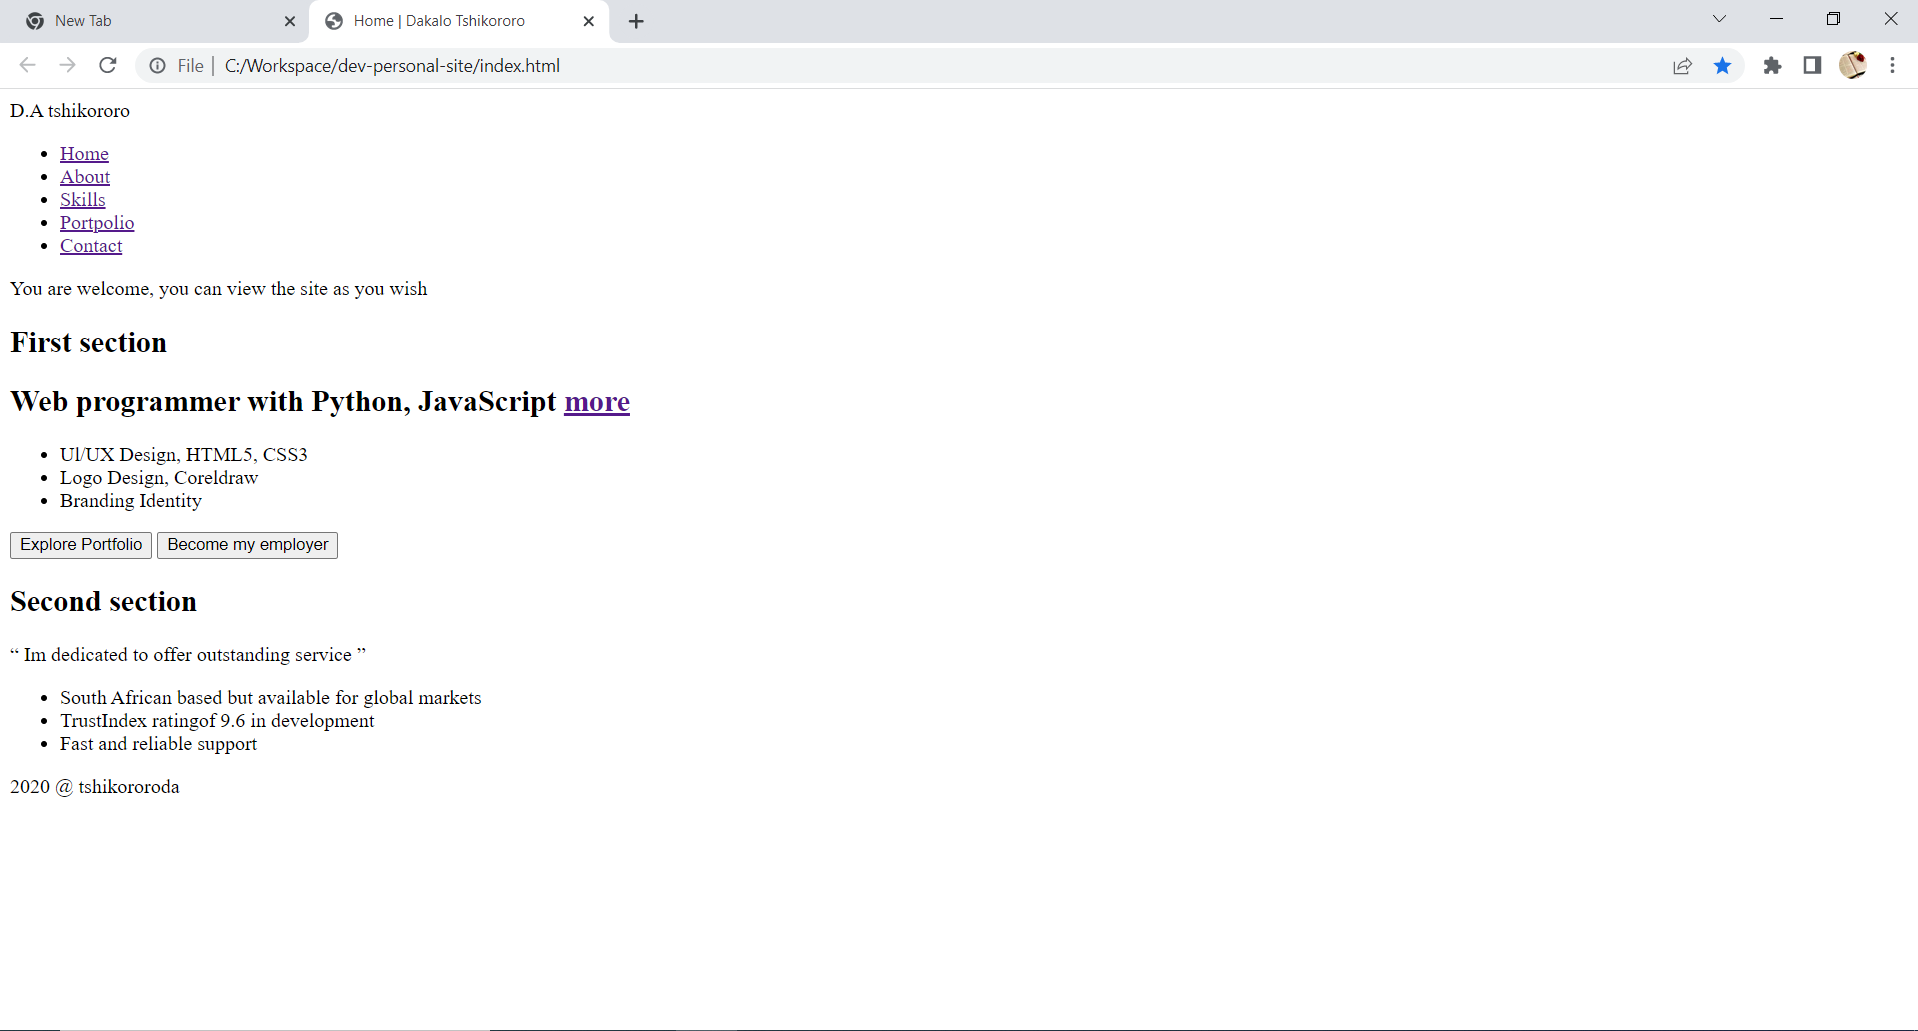 New Tab
Home | Dakalo Tshikororo
File | C:/Workspace/dev-personal-site/index.html
D.A tshikororo
Home
About
Skills
Portpolio
Contact
You are welcome, you can view the site as you wish
First section
Web programmer with Python, JavaScript more
Ul/UX Design, HTML5, CSS3
Logo Design, Coreldraw
Branding Identity
Explore Portfolio Become my employer
Second section
“ Im dedicated to offer outstanding service ”
South African based but available for global markets
TrustIndex ratingof 9.6 in development
Fast and reliable support
2020 @ tshikororoda